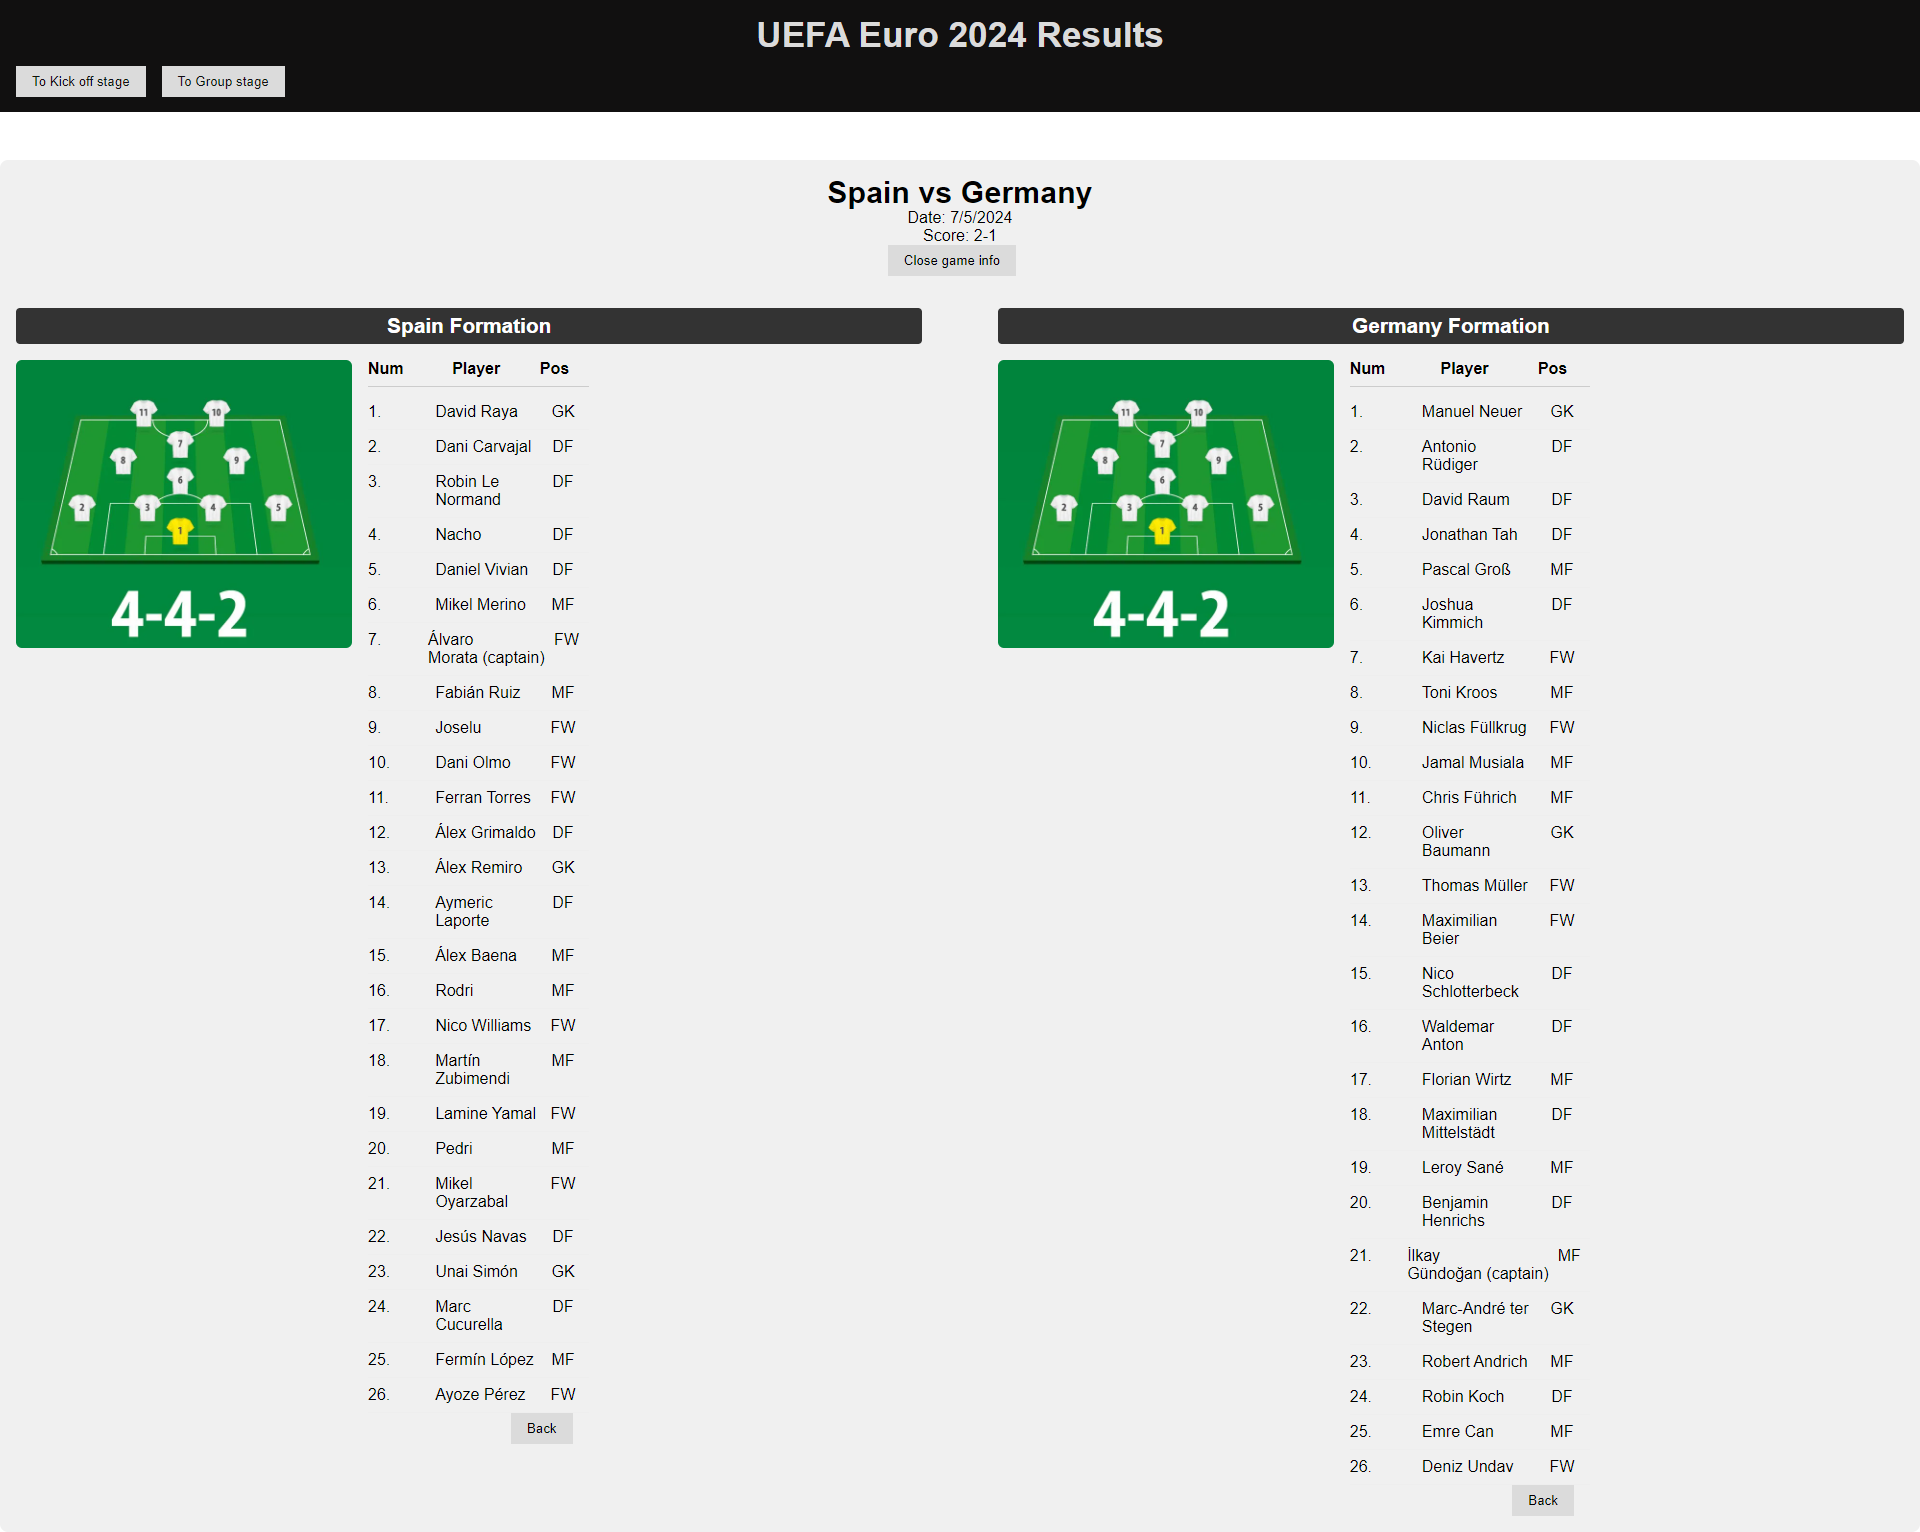 UEFA Euro 2024 Results
To Kick off stage
To Group stage
Spain vs Germany
Date: 7/5/2024
Score: 2-1
Close game info
Spain Formation
11 10
7
8 9
6
2 3 4 5
1
4-4-2
Num Player Pos
1. David Raya GK
2. Dani Carvajal DF
3. Robin Le DF
Normand
4. Nacho DF
5. Daniel Vivian DF
6. Mikel Merino MF
7. Álvaro FW
Morata (captain)
8. Fabián Ruiz MF
9. Joselu FW
10. Dani Olmo FW
11. Ferran Torres FW
12. Álex Grimaldo DF
13. Álex Remiro GK
14. Aymeric DF
Laporte
15. Álex Baena MF
16. Rodri MF
17. Nico Williams FW
18. Martín MF
Zubimendi
19. Lamine Yamal FW
20. Pedri MF
21. Mikel FW
Oyarzabal
22. Jesús Navas DF
23. Unai Simón GK
24. Marc DF
Cucurella
25. Fermín López MF
26. Ayoze Pérez FW
Back
Germany Formation
11 10
7
8 9
6
2 3 4 5
1
4-4-2
Num Player Pos
1. Manuel Neuer GK
2. Antonio DF
Rüdiger
3. David Raum DF
4. Jonathan Tah DF
5. Pascal Groß MF
6. Joshua DF
Kimmich
7. Kai Havertz FW
8. Toni Kroos MF
9. Niclas Füllkrug FW
10. Jamal Musiala MF
11. Chris Führich MF
12. Oliver GK
Baumann
13. Thomas Müller FW
14. Maximilian FW
Beier
15. Nico DF
Schlotterbeck
16. Waldemar DF
Anton
17. Florian Wirtz MF
18. Maximilian DF
Mittelstädt
19. Leroy Sané MF
20. Benjamin DF
Henrichs
21. İlkay MF
Gündoğan (captain)
22. Marc-André ter GK
Stegen
23. Robert Andrich MF
24. Robin Koch DF
25. Emre Can MF
26. Deniz Undav FW
Back